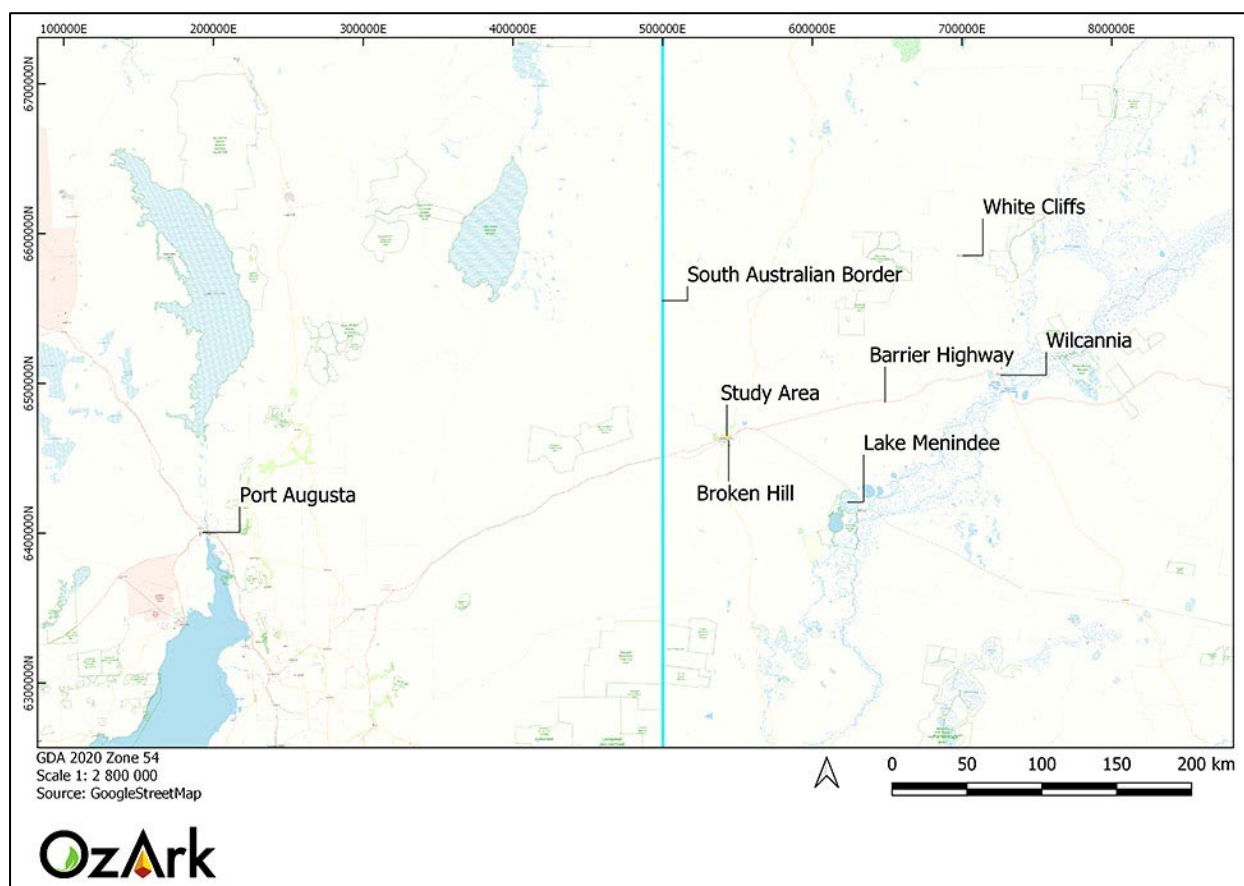 100000E 200000E 300000E 400000E 500000E 600000E 700000E 800000E
6700000N
6600000N
6500000N
6400000N
6300000N
White Cliffs
South Australian Border
Wilcannia
Barrier Highway
Study Area
Lake Menindee
Port Augusta
Broken Hill
GDA 2020 Zone 54
Scale 1: 2 800 000
Source: GoogleStreetMap
0 50 100 150 200 km
OzArk